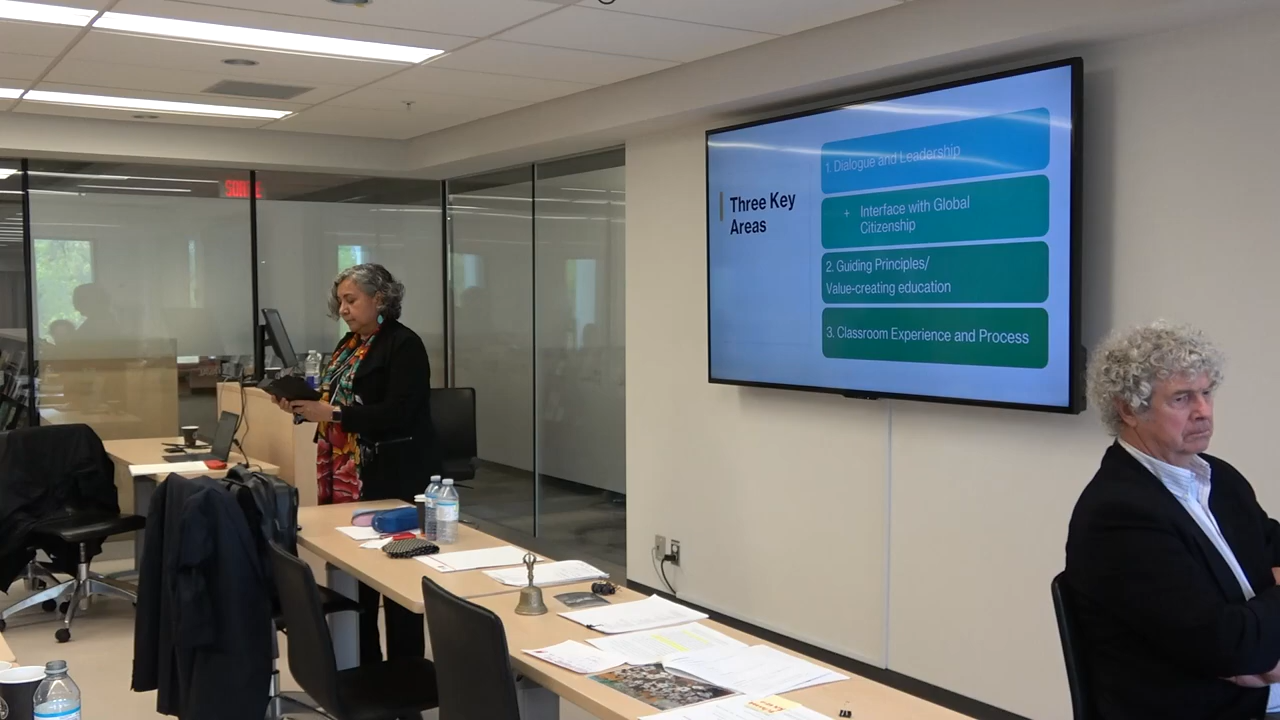 SORTIE
Three Key
Areas
1. Dialogue and Leadership
+ Interface with Global
Citizenship
2. Guiding Principles/
Value-creating education
3. Classroom Experience and Process